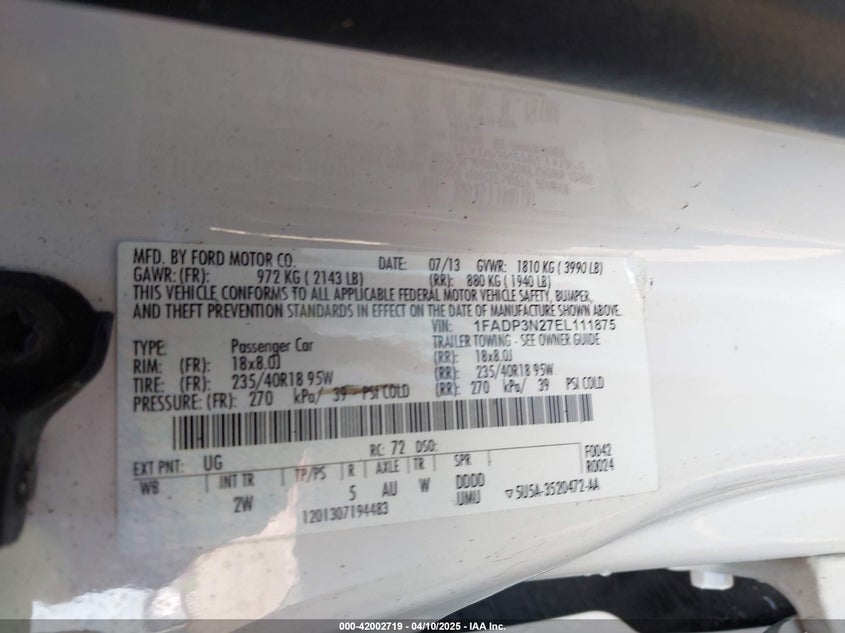 MFD. BY FORD MOTOR CO. DATE: 07/13 GVWR: 1810 KG ( 3990 LB)
GAWR: (FR): 972 KG ( 2143 LB) (RR): 880 KG ( 1940 LB)
THIS VEHICLE CONFORMS TO ALL APPLICABLE FEDERAL MOTOR VEHICLE SAFETY, BUMPER,
AND THEFT PREVENTION STANDARDS IN EFFECT ON THE DATE OF MANUFACTURE SHOWN ABOVE.
VIN: 1FADP3N27EL111875
TYPE: Passenger Car TRAILER TOWING - SEE OWNER GUIDE
RIM: (FR): 18x8.0J (RR): 18x8.0J
TIRE: (FR): 235/40R18 95W (RR): 235/40R18 95W
PRESSURE: (FR): 270 kPa/ 39 PSI COLD (RR): 270 kPa/ 39 PSI COLD
RC: 72 DSO: F0042
EXT PNT: UG R0024
WB INT TR TP/PS R AXLE TR SPR
2W 5 AU W DDDD
UMU ▽5U5A-3520472-AA
1201307194483
000-42002719 - 04/10/2025 - IAA Inc.